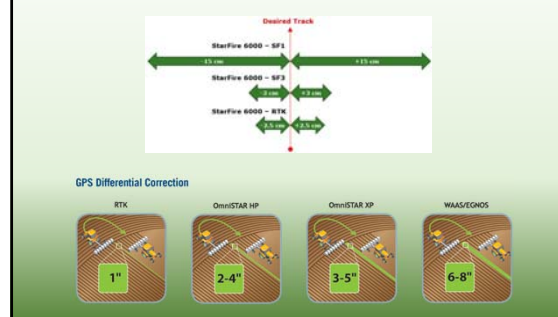 Desired Track
StarFire 6000 - SF1
-15 cm +15 cm
StarFire 6000 - SF3
-3 cm +3 cm
StarFire 6000 - RTK
-2.5 cm +2.5 cm
GPS Differential Correction
RTK OmniSTAR HP OmniSTAR XP WAAS/EGNOS
1" 2-4" 3-5" 6-8"